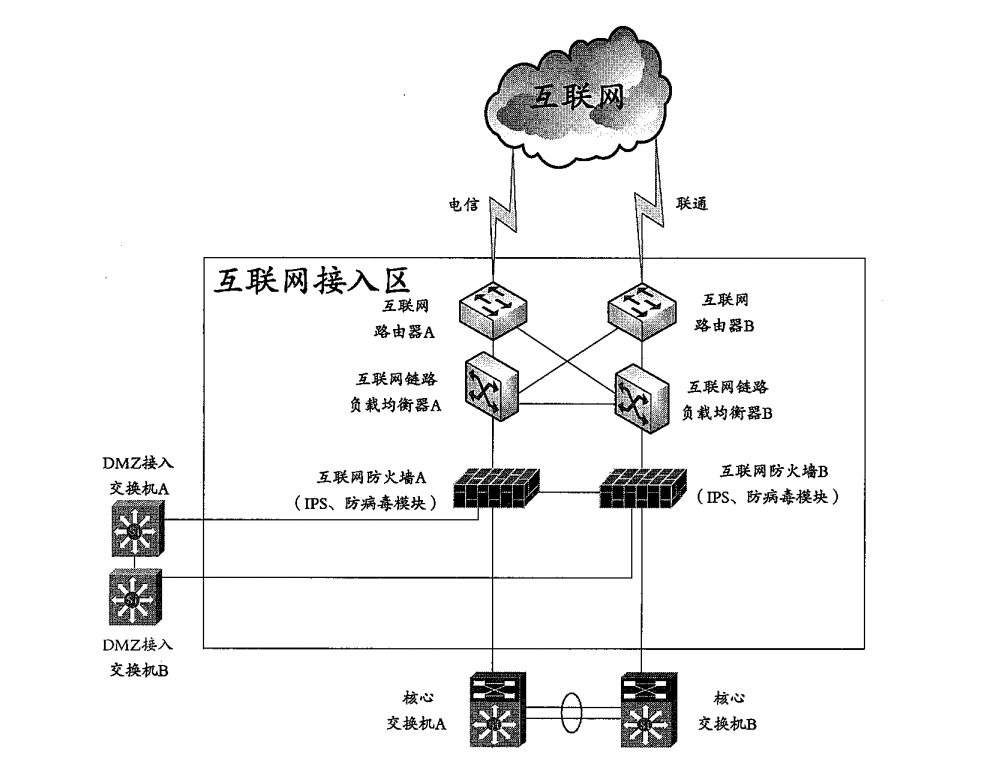 互联网
电信
联通
互联网接入区
互联网
路由器A
互联网
路由器B
互联网链路
负载均衡器A
互联网链路
负载均衡器B
DMZ接入
交换机A
互联网防火墙A
（IPS、防病毒模块）
互联网防火墙B
（IPS、防病毒模块）
DMZ接入
交换机B
核心
交换机A
核心
交换机B